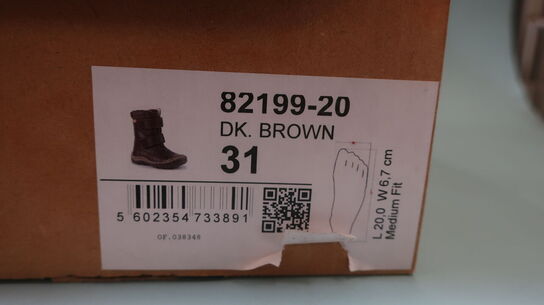 82199-20
DK. BROWN
31
5 602354 733891
OF.038348
L 20,0 W 6,7 cm
Medium Fit